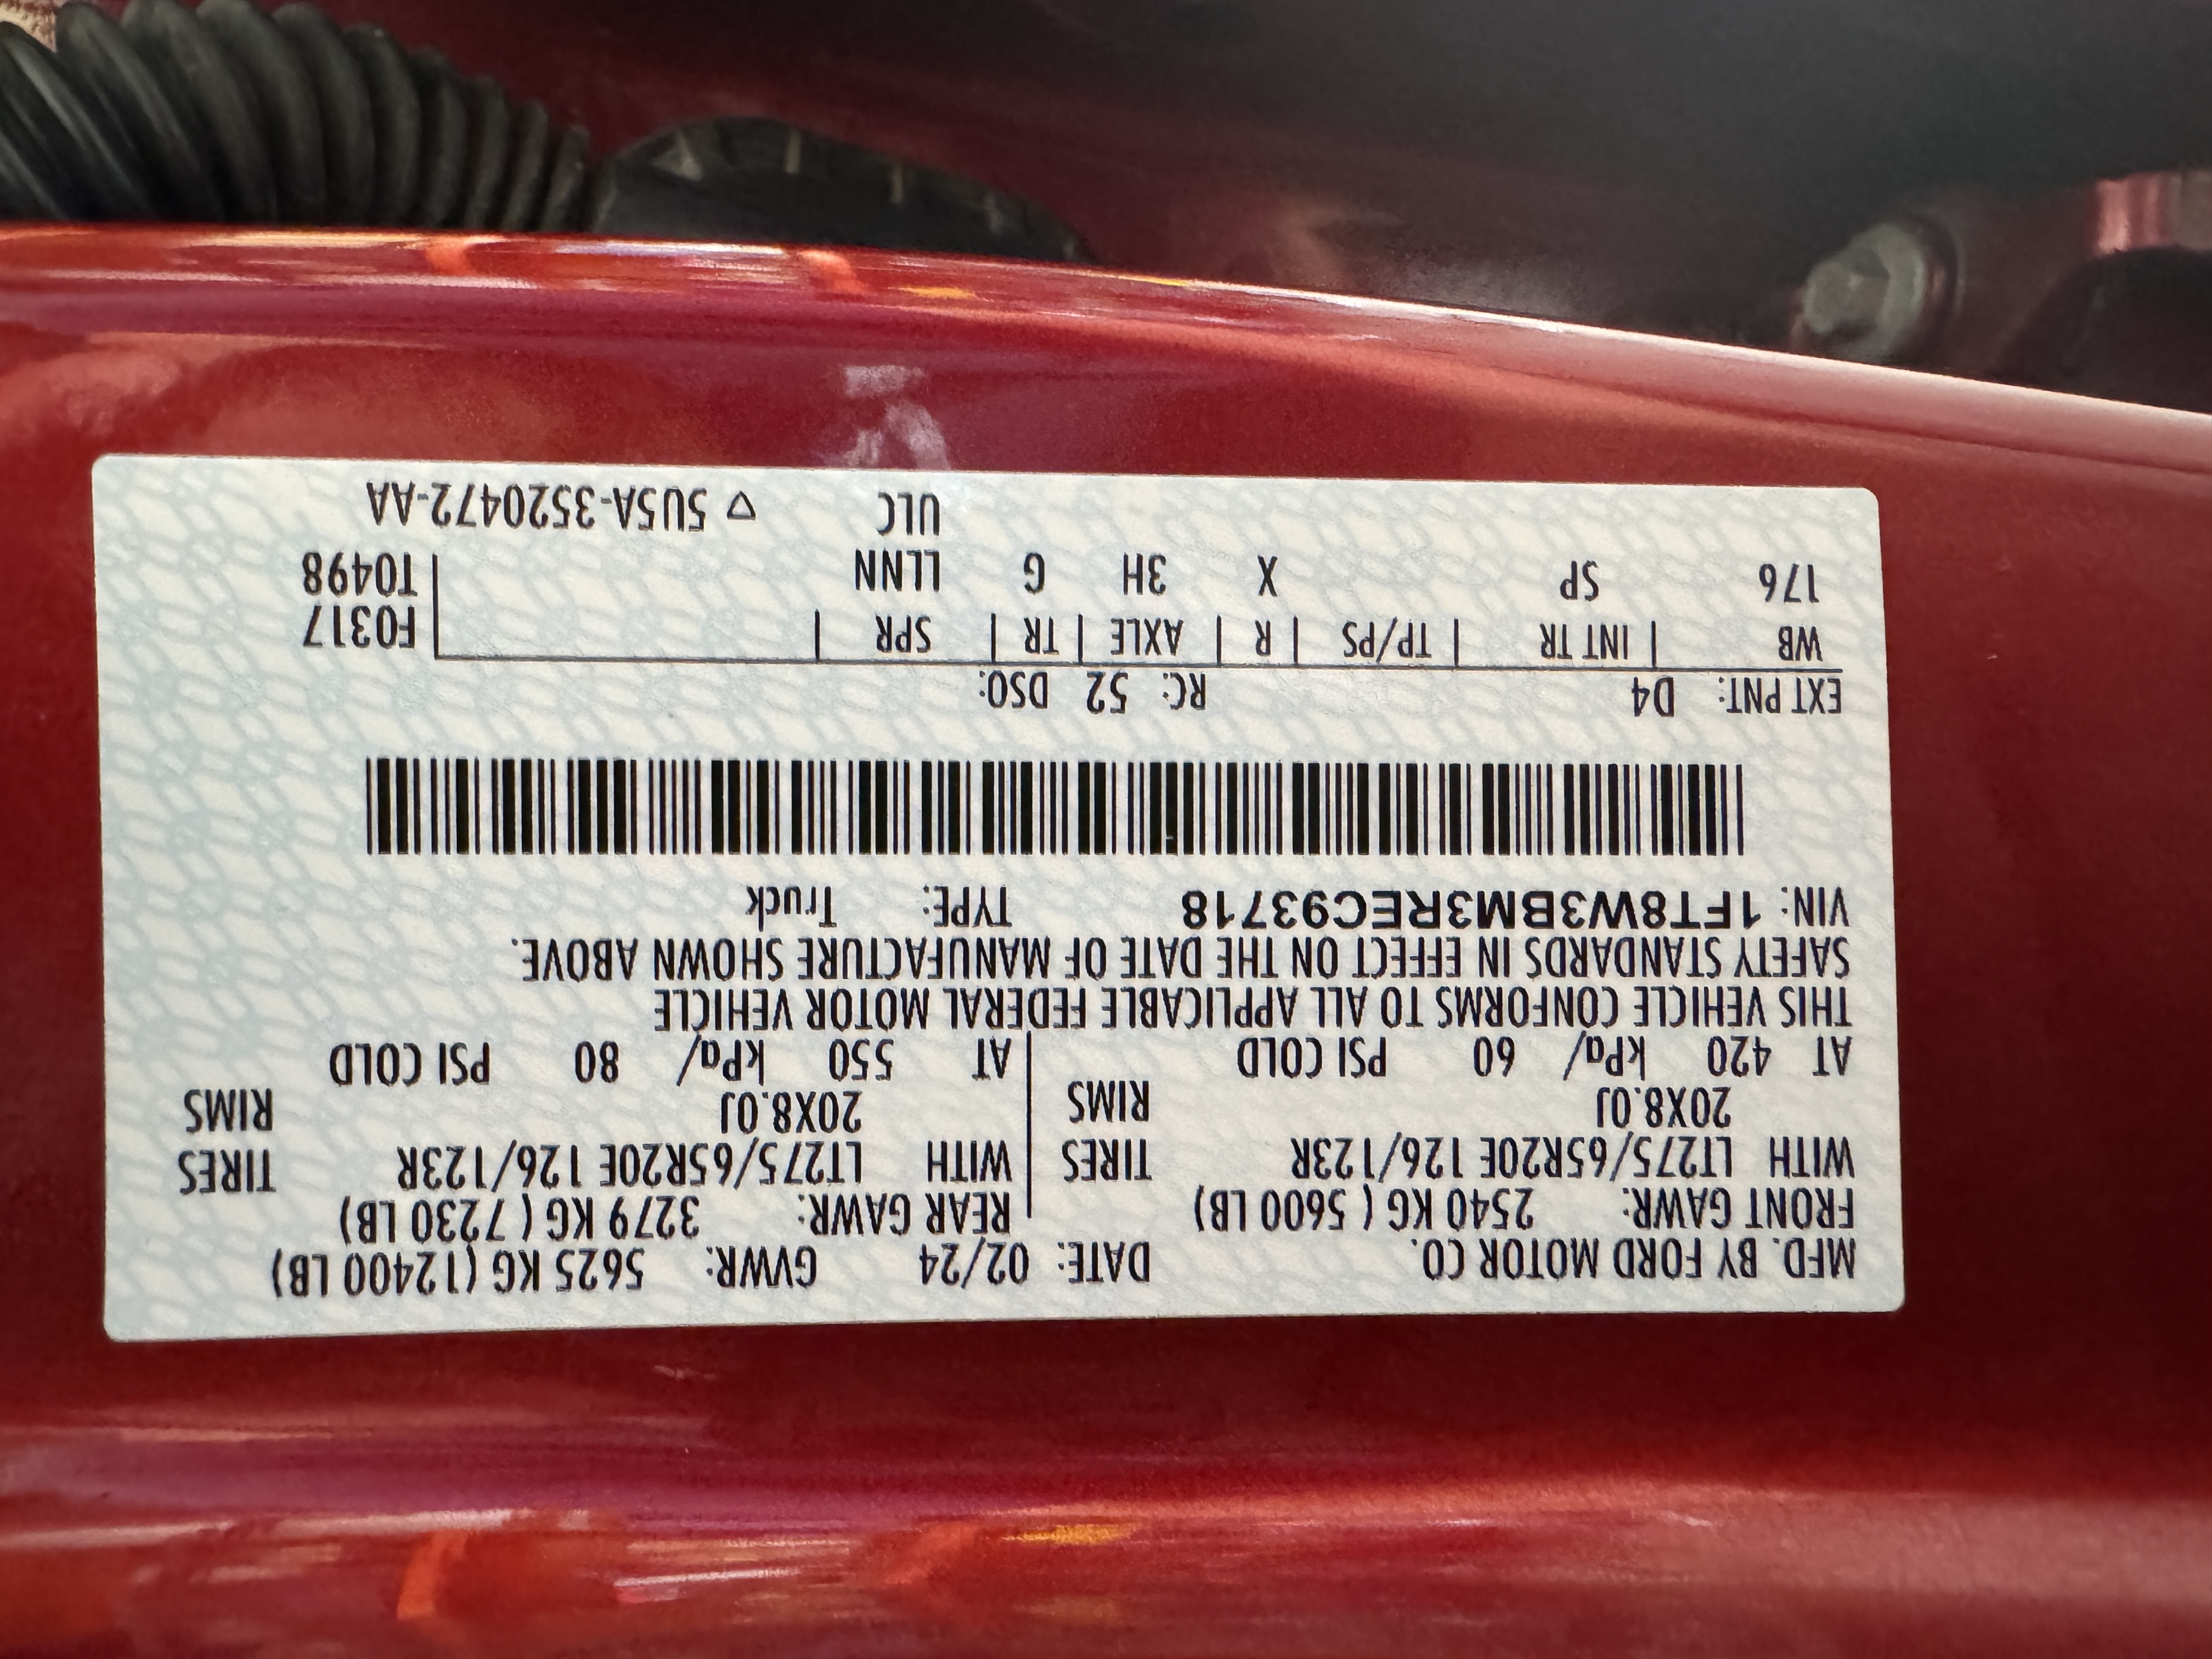 MFD. BY FORD MOTOR CO. DATE: 02/24 GVWR: 5625 KG (12400 LB)
FRONT GAWR: 2540 KG ( 5600 LB) REAR GAWR: 3279 KG ( 7230 LB)
WITH LT275/65R20E 126/123R TIRES WITH LT275/65R20E 126/123R TIRES
20X8.0J RIMS 20X8.0J RIMS
AT 420 kPa/ 60 PSI COLD AT 550 kPa/ 80 PSI COLD
THIS VEHICLE CONFORMS TO ALL APPLICABLE FEDERAL MOTOR VEHICLE
SAFETY STANDARDS IN EFFECT ON THE DATE OF MANUFACTURE SHOWN ABOVE.
VIN: 1FT8W3BM3REC93718 TYPE: Truck
EXT PNT: D4 RC: 52 DSO:
WB | INT TR | TP/PS | R | AXLE | TR | SPR | F0317
176 SP X 3H G LLNN T0498
ULC ▽ 5U5A-3520472-AA